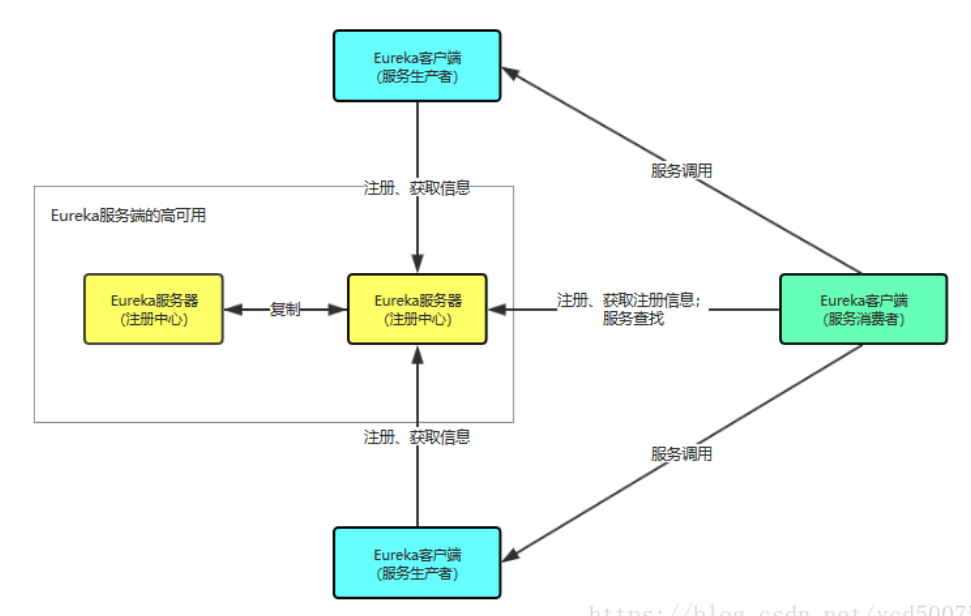 Eureka客户端
(服务生产者)
服务调用
注册、获取信息
Eureka服务端的高可用
Eureka服务器
(注册中心)
复制
Eureka服务器
(注册中心)
注册、获取注册信息;
服务查找
Eureka客户端
(服务消费者)
注册、获取信息
服务调用
Eureka客户端
(服务生产者)